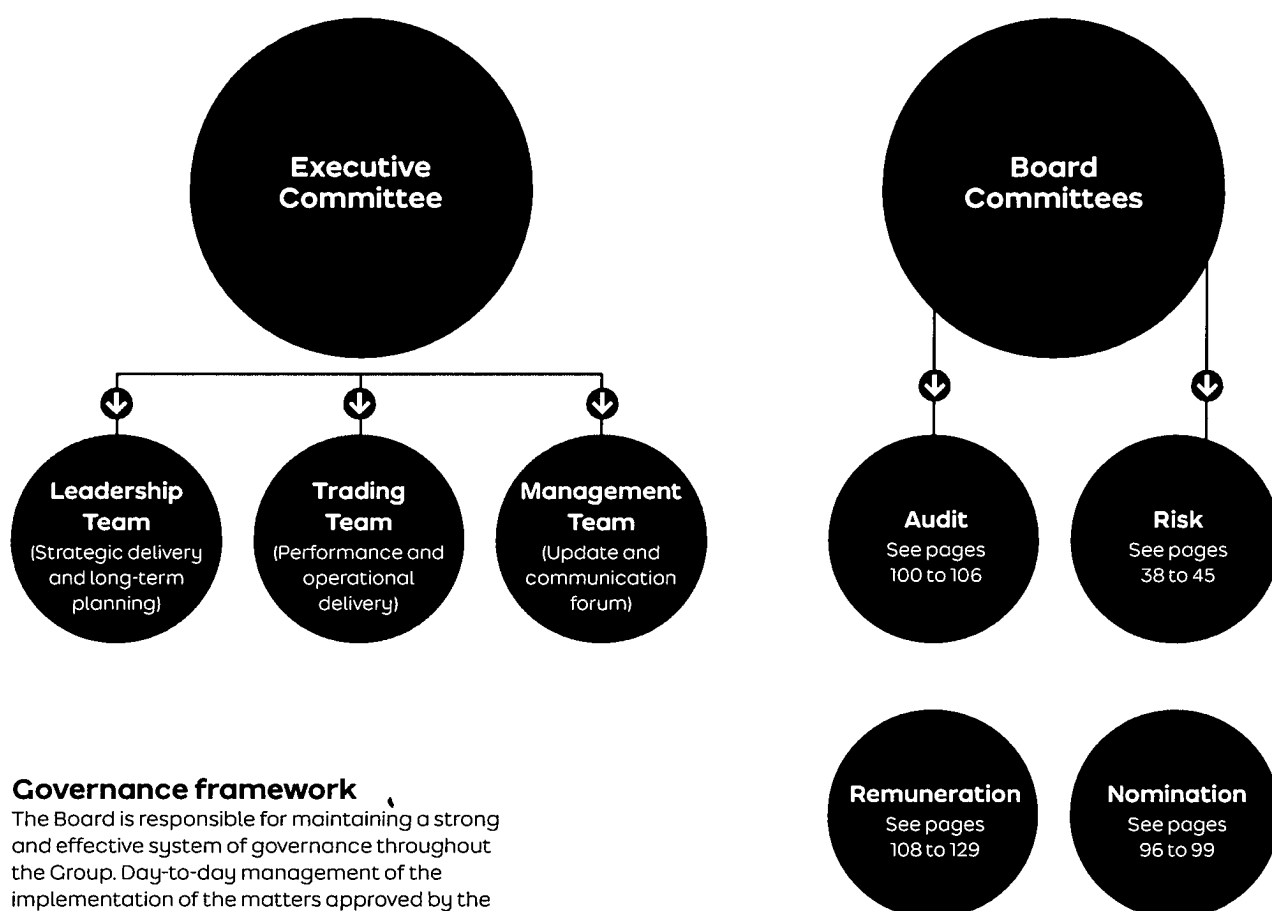 Executive
Committee
Board
Committees
Leadership
Team
(Strategic delivery
and long-term
planning)
Trading
Team
(Performance and
operational
delivery)
Management
Team
(Update and
communication
forum)
Audit
See pages
100 to 106
Risk
See pages
38 to 45
Remuneration
See pages
108 to 129
Nomination
See pages
96 to 99
Governance framework
The Board is responsible for maintaining a strong
and effective system of governance throughout
the Group. Day-to-day management of the
implementation of the matters approved by the